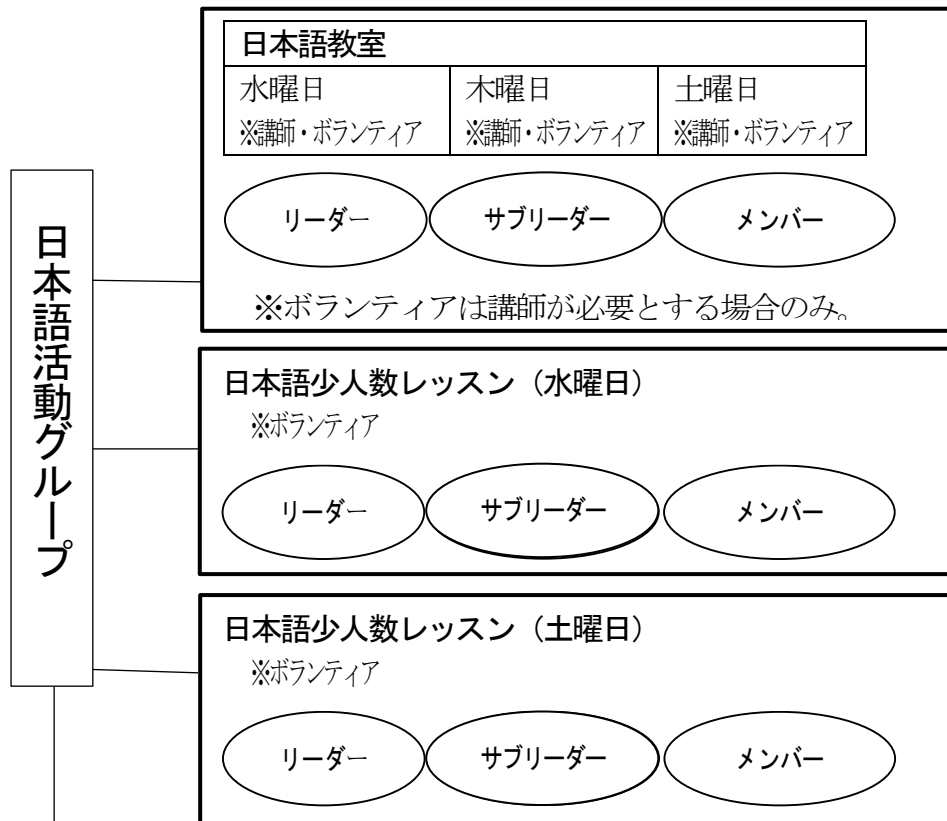 日本語活動グループ
日本語教室
水曜日
※講師・ボランティア
木曜日
※講師・ボランティア
土曜日
※講師・ボランティア
リーダー
サブリーダー
メンバー
※ボランティアは講師が必要とする場合のみ。
日本語少人数レッスン（水曜日）
※ボランティア
リーダー
サブリーダー
メンバー
日本語少人数レッスン（土曜日）
※ボランティア
リーダー
サブリーダー
メンバー